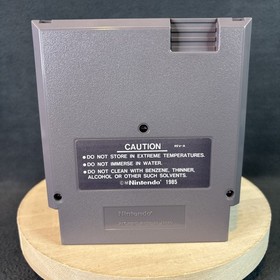 CAUTION
REV-A
●DO NOT STORE IN EXTREME TEMPERATURES.
●DO NOT IMMERSE IN WATER.
●DO NOT CLEAN WITH BENZENE, THINNER,
ALCOHOL OR OTHER SUCH SOLVENTS.
©Nintendo 1985
Nintendo